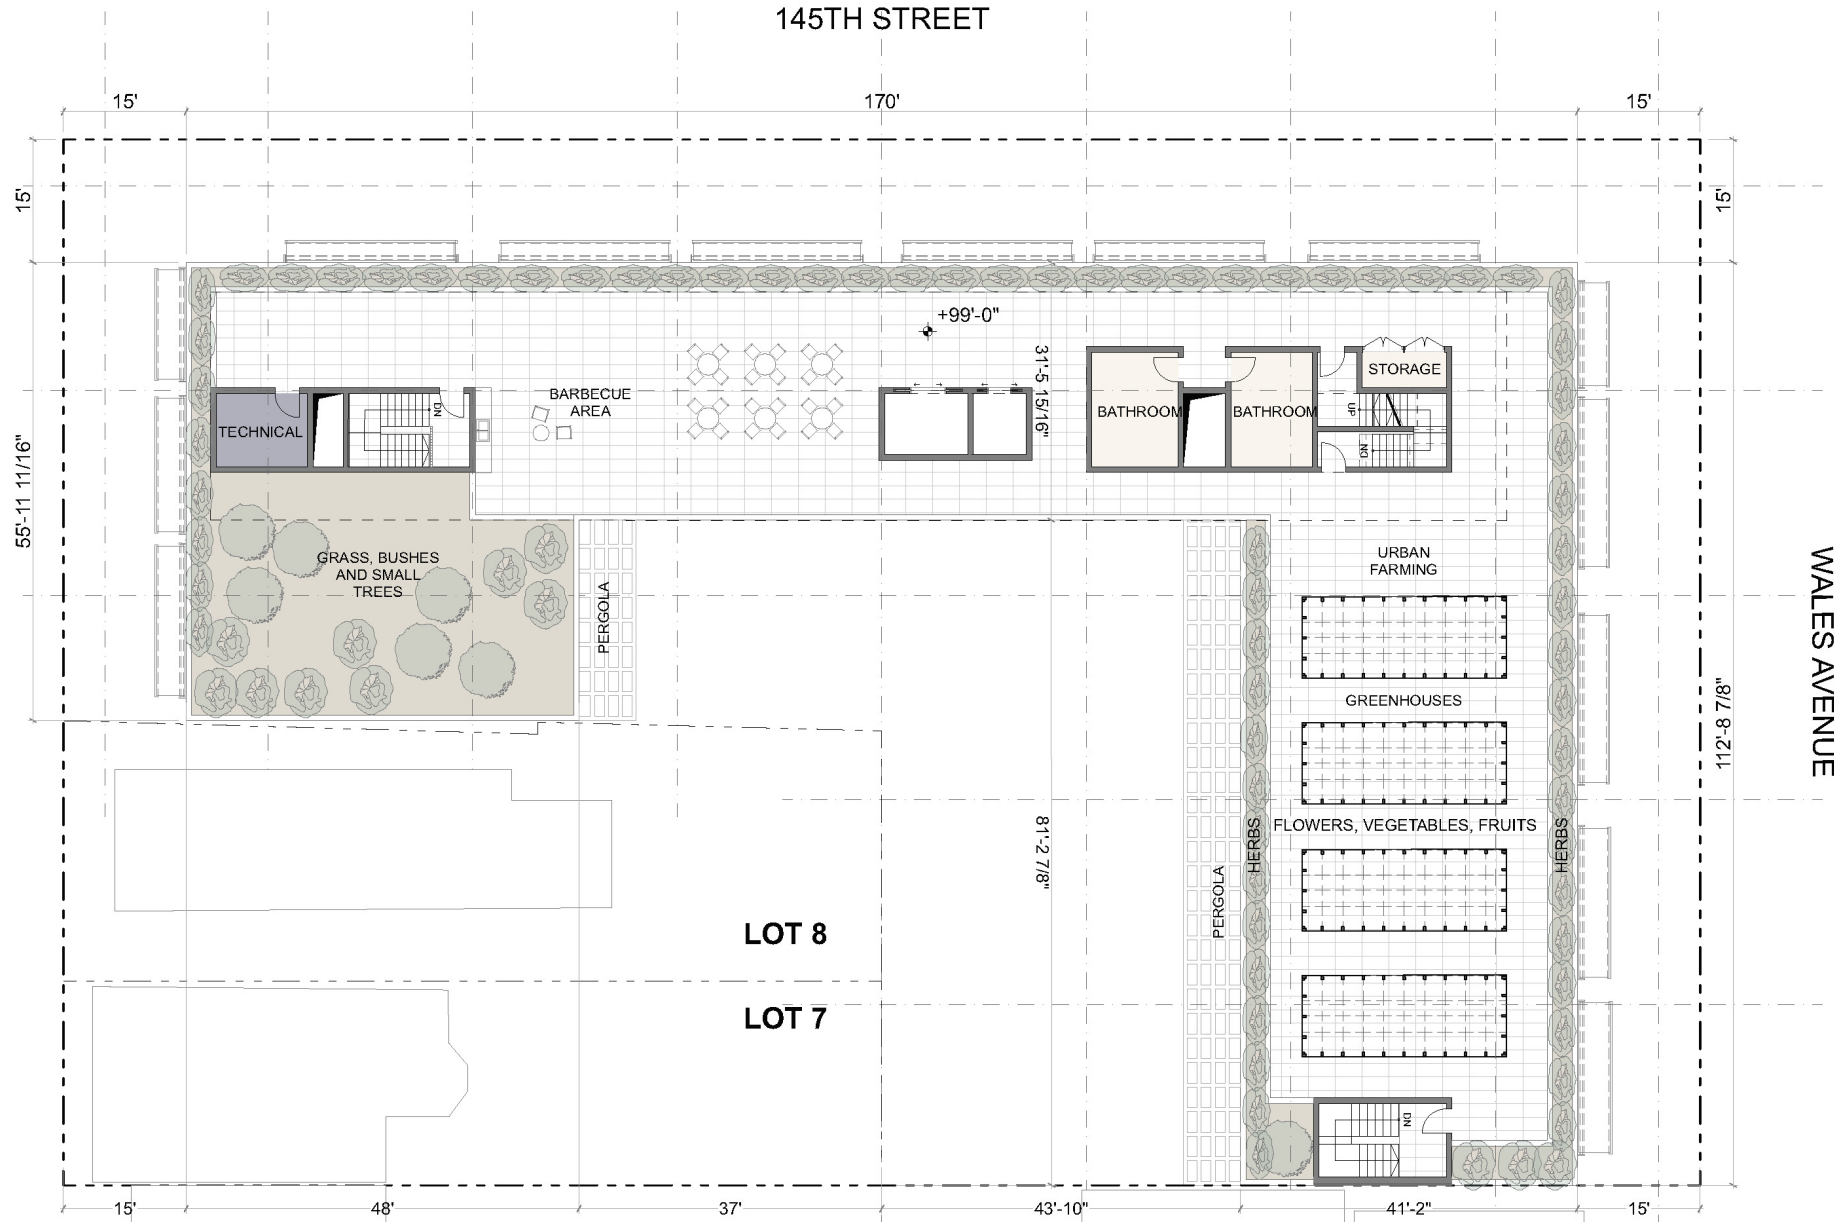 145TH STREET
15'
170'
15'
15'
15'
+99'-0"
31'-5 15/16"
BARBECUE
AREA
STORAGE
TECHNICAL
DN
BATHROOM
BATHROOM
UP
DN
55'-11 11/16"
GRASS, BUSHES
AND SMALL
TREES
PERGOLA
URBAN
FARMING
WALES AVENUE
GREENHOUSES
112'-8 7/8"
HERBS
FLOWERS, VEGETABLES, FRUITS
HERBS
81'-2 7/8"
PERGOLA
LOT 8
LOT 7
DN
15'
48'
37'
43'-10"
41'-2"
15'